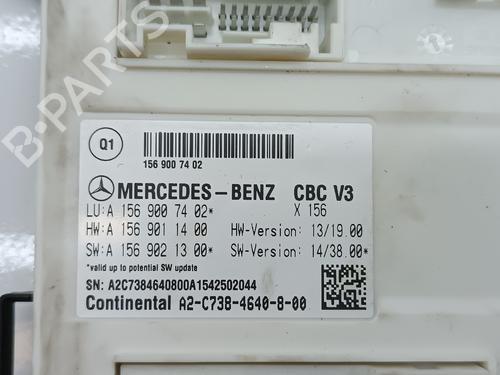 Q1
156 900 74 02
MERCEDES-BENZ CBC V3
LU:A 156 900 74 02* X 156
HW:A 156 901 14 00 HW-Version: 13/19.00
SW:A 156 902 13 00* SW-Version: 14/38.00*
*valid up to potential SW update
SN: A2C7384640800A1542502044
Continental A2-C738-4640-8-00
B-PARTS